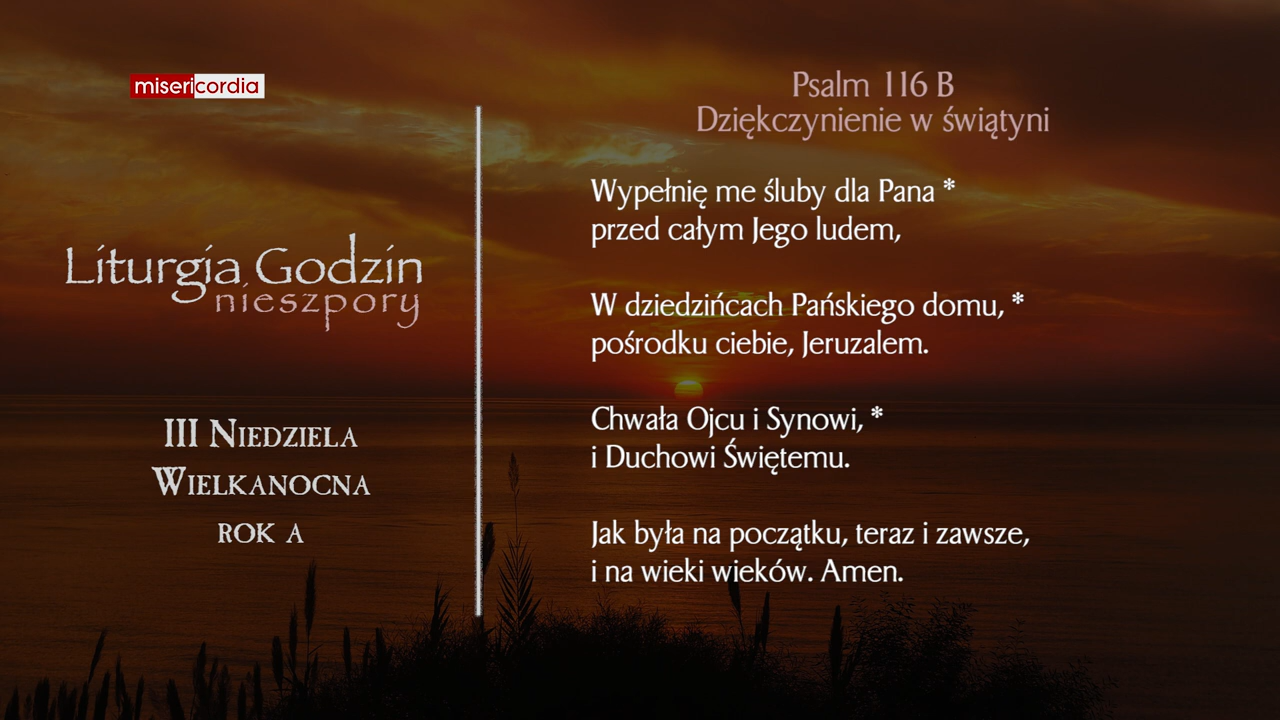 misericordia
Liturgia Godzin
nieszpory
III Niedziela
Wielkanocna
rok A
Psalm 116 B
Dziękczynienie w świątyni
Wypełnię me śluby dla Pana *
przed całym Jego ludem,
W dziedzińcach Pańskiego domu, *
pośrodku ciebie, Jeruzalem.
Chwała Ojcu i Synowi, *
i Duchowi Świętemu.
Jak była na początku, teraz i zawsze,
i na wieki wieków. Amen.